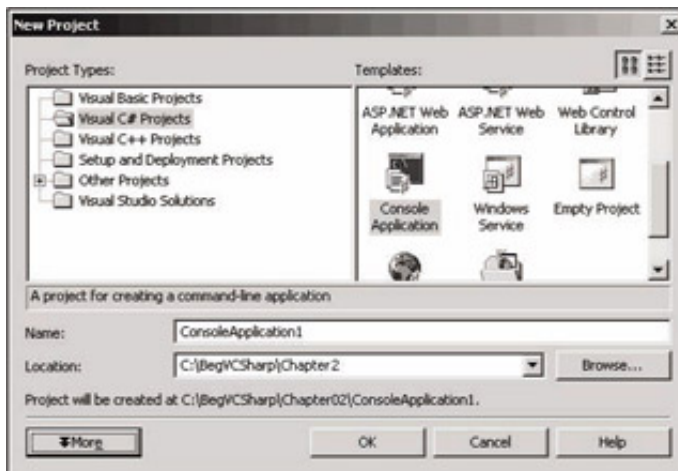 New Project
Project Types:
Templates:
Visual Basic Projects
Visual C# Projects
Visual C++ Projects
Setup and Deployment Projects
Other Projects
Visual Studio Solutions
ASP.NET Web Application
ASP.NET Web Service
Web Control Library
Console Application
Windows Service
Empty Project
A project for creating a command-line application
Name:
ConsoleApplication1
Location:
C:\BegVCSharp\Chapter2
Browse...
Project will be created at C:\BegVCSharp\Chapter02\ConsoleApplication1.
More
OK
Cancel
Help